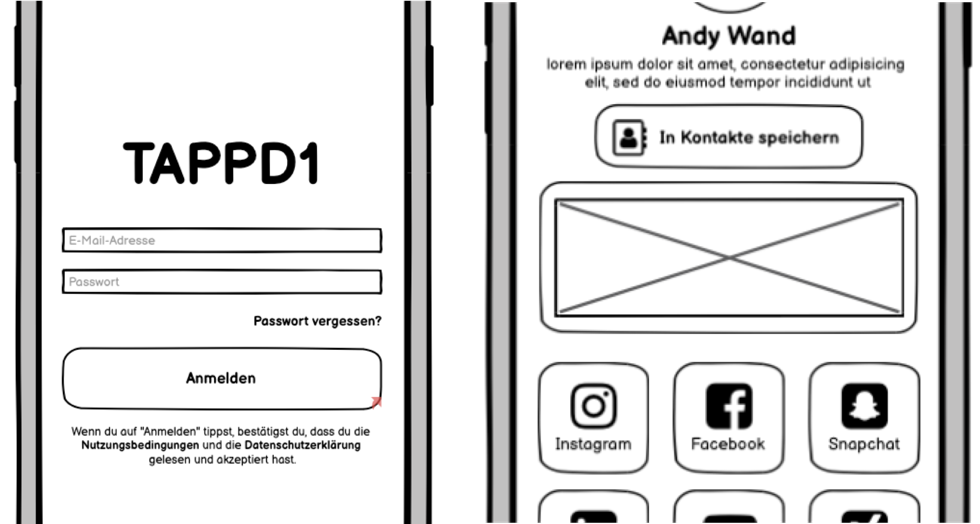 TAPPD1
E-Mail-Adresse
Passwort
Passwort vergessen?
Anmelden
Wenn du auf "Anmelden" tippst, bestätigst du, dass du die
Nutzungsbedingungen und die Datenschutzerklärung
gelesen und akzeptiert hast.
Andy Wand
lorem ipsum dolor sit amet, consectetur adipisicing
elit, sed do eiusmod tempor incididunt ut
In Kontakte speichern
Instagram
Facebook
Snapchat